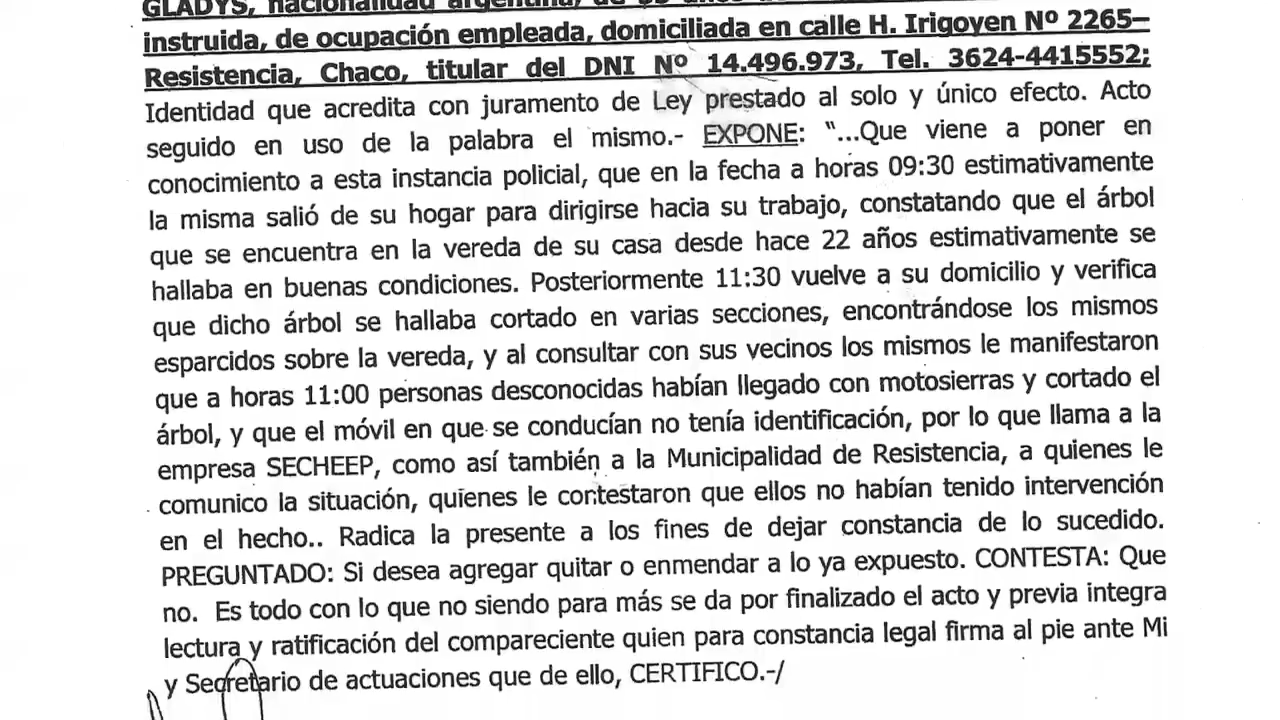 GLADYS, nacionalidad argentina, de
instruida, de ocupación empleada, domiciliada en calle H. Irigoyen Nº 2265–
Resistencia, Chaco, titular del DNI Nº 14.496.973, Tel. 3624-4415552;
Identidad que acredita con juramento de Ley prestado al solo y único efecto. Acto
seguido en uso de la palabra el mismo.- EXPONE: “...Que viene a poner en
conocimiento a esta instancia policial, que en la fecha a horas 09:30 estimativamente
la misma salió de su hogar para dirigirse hacia su trabajo, constatando que el árbol
que se encuentra en la vereda de su casa desde hace 22 años estimativamente se
hallaba en buenas condiciones. Posteriormente 11:30 vuelve a su domicilio y verifica
que dicho árbol se hallaba cortado en varias secciones, encontrándose los mismos
esparcidos sobre la vereda, y al consultar con sus vecinos los mismos le manifestaron
que a horas 11:00 personas desconocidas habían llegado con motosierras y cortado el
árbol, y que el móvil en que se conducían no tenía identificación, por lo que llama a la
empresa SECHEEP, como así también a la Municipalidad de Resistencia, a quienes le
comunico la situación, quienes le contestaron que ellos no habían tenido intervención
en el hecho.. Radica la presente a los fines de dejar constancia de lo sucedido.
PREGUNTADO: Si desea agregar quitar o enmendar a lo ya expuesto. CONTESTA: Que
no. Es todo con lo que no siendo para más se da por finalizado el acto y previa integra
lectura y ratificación del compareciente quien para constancia legal firma al pie ante Mi
y Secretario de actuaciones que de ello, CERTIFICO.-/